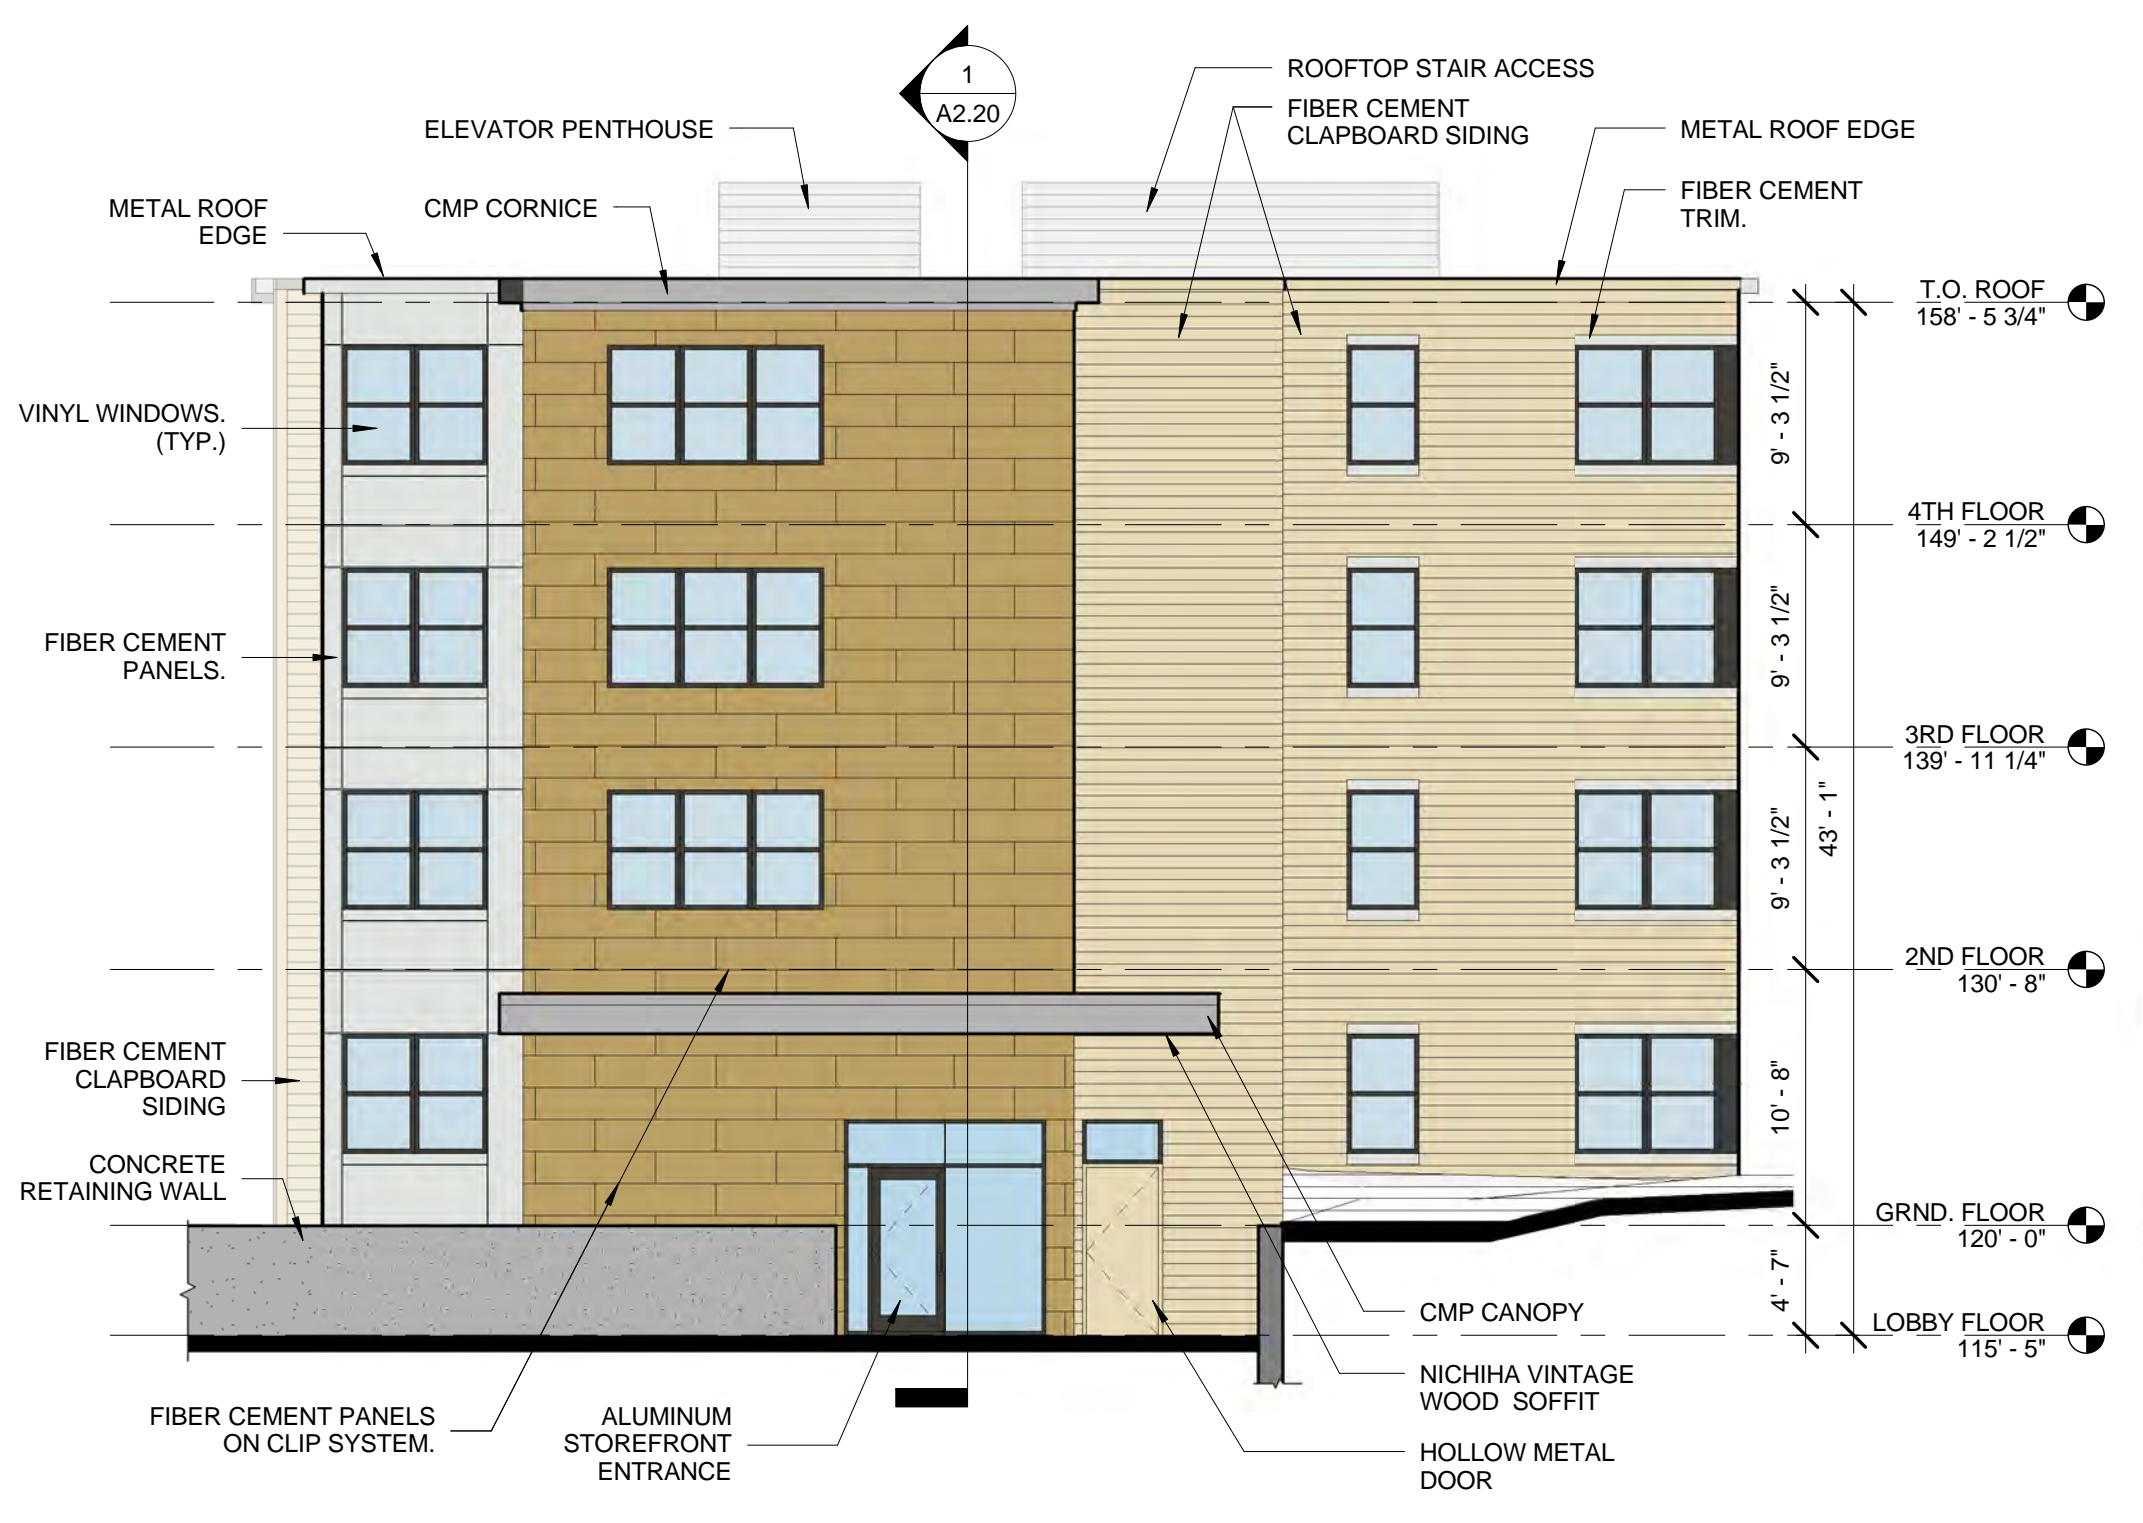 1
A2.20
ROOFTOP STAIR ACCESS
FIBER CEMENT
CLAPBOARD SIDING
ELEVATOR PENTHOUSE
METAL ROOF EDGE
METAL ROOF
EDGE
CMP CORNICE
FIBER CEMENT
TRIM.
T.O. ROOF
158' - 5 3/4"
9' - 3 1/2"
VINYL WINDOWS.
(TYP.)
4TH FLOOR
149' - 2 1/2"
9' - 3 1/2"
FIBER CEMENT
PANELS.
3RD FLOOR
139' - 11 1/4"
9' - 3 1/2"
43' - 1"
2ND FLOOR
130' - 8"
FIBER CEMENT
CLAPBOARD
SIDING
10' - 8"
CONCRETE
RETAINING WALL
GRND. FLOOR
120' - 0"
4' - 7"
LOBBY FLOOR
115' - 5"
CMP CANOPY
NICHIHA VINTAGE
WOOD SOFFIT
FIBER CEMENT PANELS
ON CLIP SYSTEM.
ALUMINUM
STOREFRONT
ENTRANCE
HOLLOW METAL
DOOR